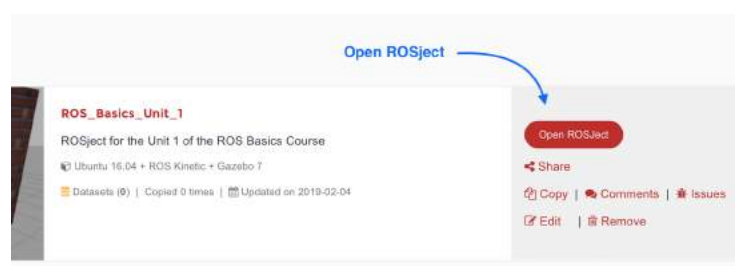 Open ROSject
ROS_Basics_Unit_1
ROSject for the Unit 1 of the ROS Basics Course
Ubuntu 16.04 + ROS Kinetic + Gazebo 7
Datasets (0) | Copied 0 times | Updated on 2019-02-04
Open ROSJect
Share
Copy | Comments | Issues
Edit | Remove